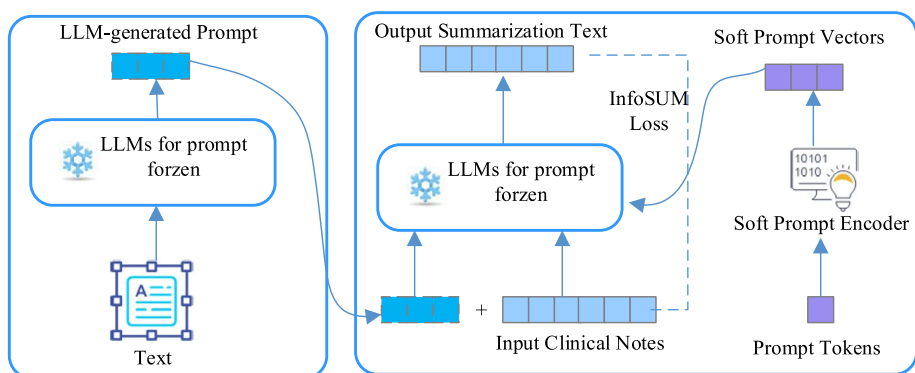 LLM-generated Prompt
LLMs for prompt
forzen
A
Text
Output Summarization Text
InfoSUM
Loss
LLMs for prompt
forzen
+
Input Clinical Notes
Soft Prompt Vectors
10101
1010
Soft Prompt Encoder
Prompt Tokens